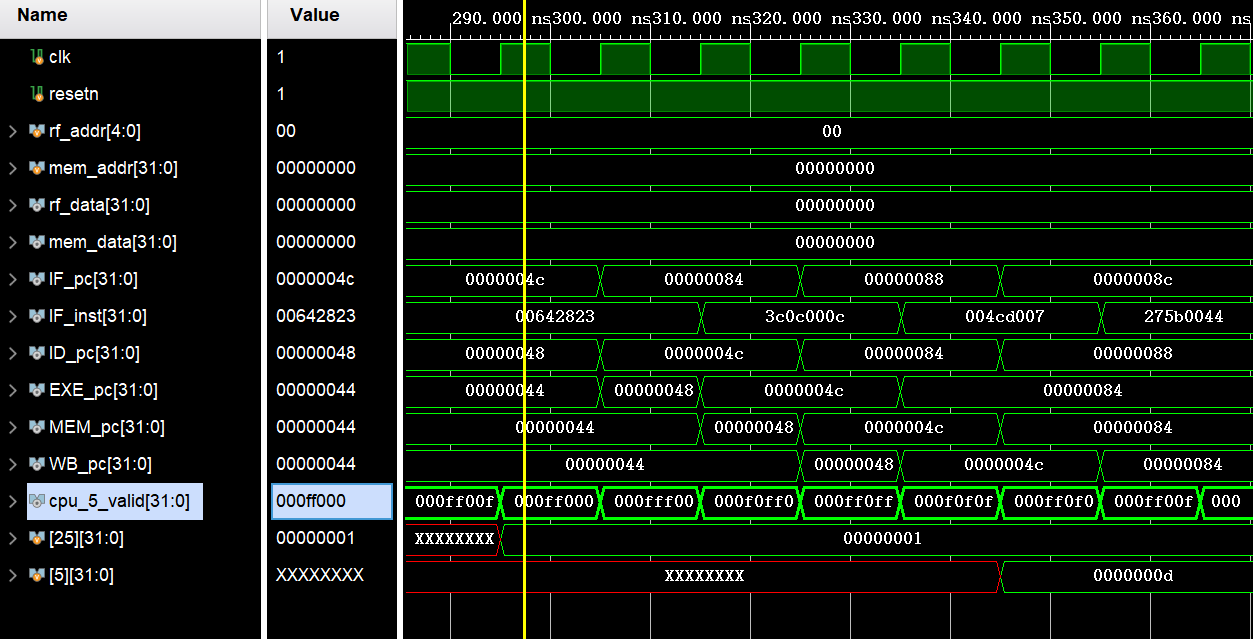 Name Value 290.000 ns 300.000 ns 310.000 ns 320.000 ns 330.000 ns 340.000 ns 350.000 ns 360.000 ns
clk 1
resetn 1
rf_addr[4:0] 00 00
mem_addr[31:0] 00000000 00000000
rf_data[31:0] 00000000 00000000
mem_data[31:0] 00000000 00000000
IF_pc[31:0] 0000004c 0000004c 00000084 00000088 0000008c
IF_inst[31:0] 00642823 00642823 3c0c000c 004cd007 275b0044
ID_pc[31:0] 00000048 00000048 0000004c 00000084 00000088
EXE_pc[31:0] 00000044 00000044 00000048 0000004c 00000084
MEM_pc[31:0] 00000044 00000044 00000048 0000004c 00000084
WB_pc[31:0] 00000044 00000044 00000048 0000004c 00000084
cpu_5_valid[31:0] 000ff000 000ff00f 000ff000 000fff00 000f0ff0 000ff0ff 000f0f0f 000ff0f0 000ff00f 000
[25][31:0] 00000001 XXXXXXXX 00000001
[5][31:0] XXXXXXXX XXXXXXXX 0000000d